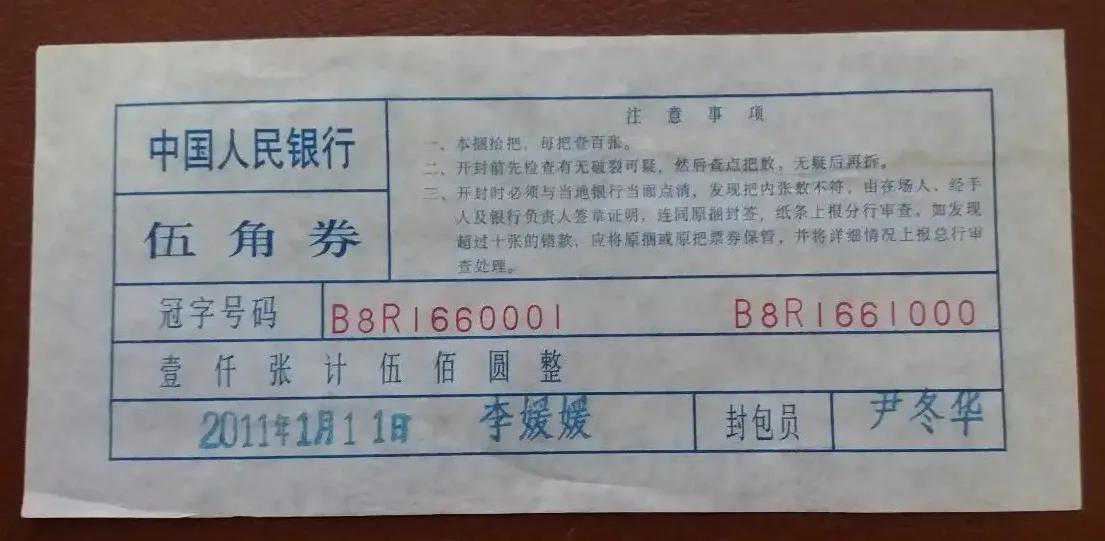 中国人民银行
伍角券
注意事项
一、本捆拾把，每把壹百张。
二、开封前先检查有无破裂可疑，然后查点把数，无疑后再拆。
三、开封时必须与当地银行当面点清，发现把内张数不符，由在场人、经手
人及银行负责人签章证明，连同原捆封签，纸条上报分行审查。如发现
超过十张的错款，应将原捆或原把票券保管，并将详细情况上报总行审
查处理。
冠字号码 B8R1660001 B8R1661000
壹仟张计伍佰圆整
2011年1月11日 李媛媛 封包员 尹冬华